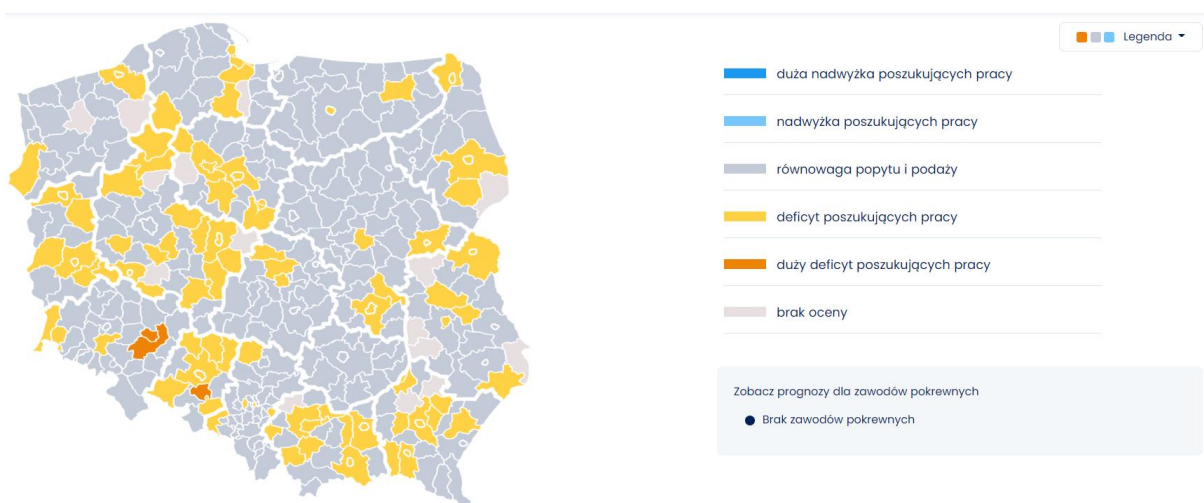 Legenda
duża nadwyżka poszukujących pracy
nadwyżka poszukujących pracy
równowaga popytu i podaży
deficyt poszukujących pracy
duży deficyt poszukujących pracy
brak oceny
Zobacz prognozy dla zawodów pokrewnych
Brak zawodów pokrewnych